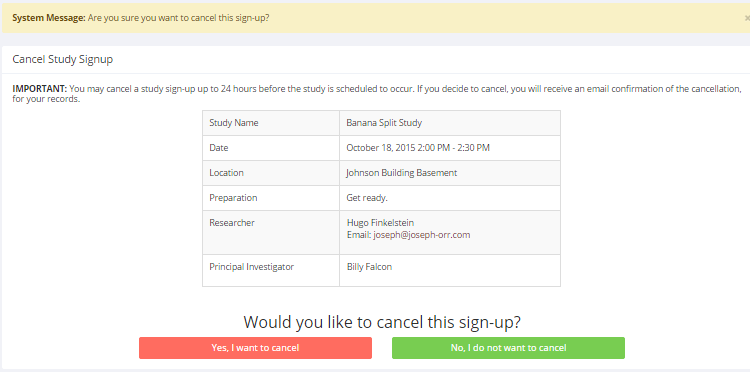 System Message: Are you sure you want to cancel this sign-up?
×
Cancel Study Signup
IMPORTANT: You may cancel a study sign-up up to 24 hours before the study is scheduled to occur. If you decide to cancel, you will receive an email confirmation of the cancellation,
for your records.
Study Name Banana Split Study
Date October 18, 2015 2:00 PM - 2:30 PM
Location Johnson Building Basement
Preparation Get ready.
Researcher Hugo Finkelstein
Email: joseph@joseph-orr.com
Principal Investigator Billy Falcon
Would you like to cancel this sign-up?
Yes, I want to cancel No, I do not want to cancel